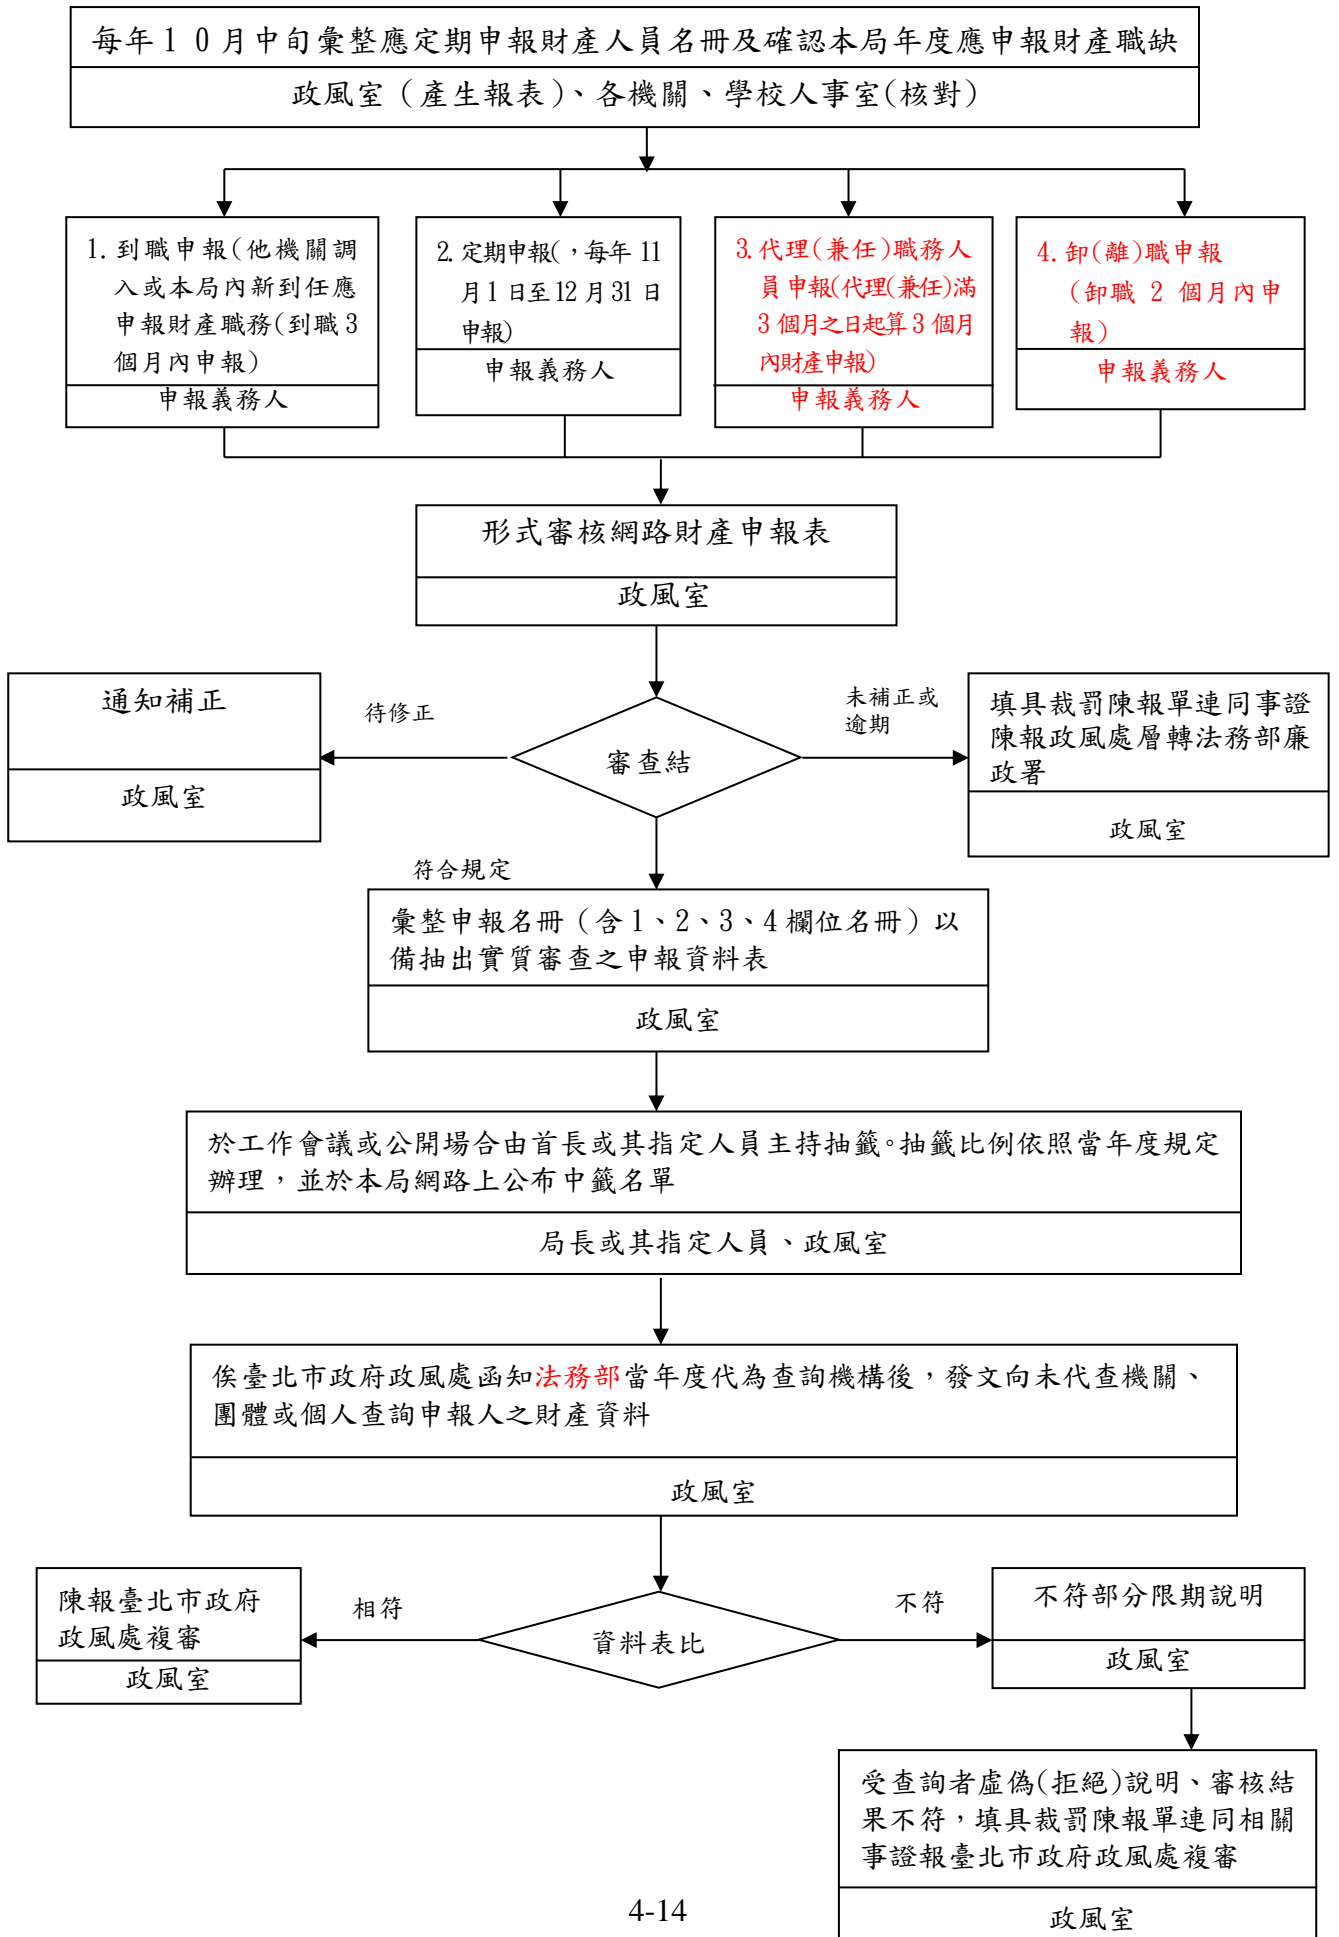 每年１０月中旬彙整應定期申報財產人員名冊及確認本局年度應申報財產職缺
政風室（產生報表）、各機關、學校人事室(核對)
1. 到職申報(他機關調
入或本局內新到任應
申報財產職務(到職 3
個月內申報)
申報義務人
2. 定期申報(，每年 11
月 1 日至 12 月 31 日
申報)
申報義務人
3. 代理(兼任)職務人
員申報(代理(兼任)滿
3 個月之日起算 3 個月
內財產申報)
申報義務人
4. 卸(離)職申報
(卸職 2 個月內申
報)
申報義務人
形式審核網路財產申報表
政風室
通知補正
政風室
待修正
審查結
未補正或
逾期
填具裁罰陳報單連同事證
陳報政風處層轉法務部廉
政署
政風室
符合規定
彙整申報名冊（含 1、2、3、4 欄位名冊）以
備抽出實質審查之申報資料表
政風室
於工作會議或公開場合由首長或其指定人員主持抽籤。抽籤比例依照當年度規定
辦理，並於本局網路上公布中籤名單
局長或其指定人員、政風室
俟臺北市政府政風處函知法務部當年度代為查詢機構後，發文向未代查機關、
團體或個人查詢申報人之財產資料
政風室
陳報臺北市政府
政風處複審
政風室
相符
資料表比
不符
不符部分限期說明
政風室
受查詢者虛偽(拒絕)說明、審核結
果不符，填具裁罰陳報單連同相關
事證報臺北市政府政風處複審
政風室
4-14